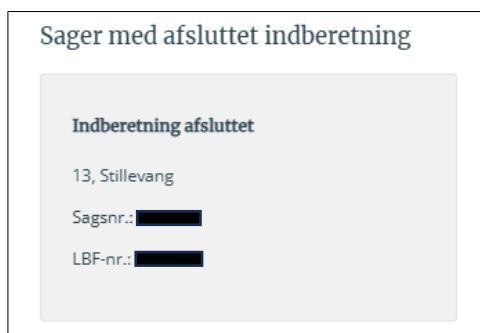 Sager med afsluttet indberetning
Indberetning afsluttet
13, Stillevang
Sagsnr.:
LBF-nr.: